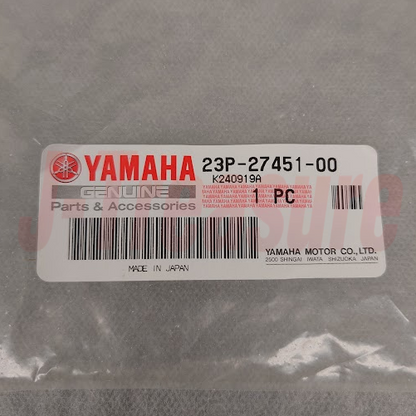 YAMAHA 23P-27451-00
K240919A
GENUINE 1 PC
Parts & Accessories
YAMAHA MOTOR CO.,LTD.
2500 SHINGAI IWATA SHIZUOKA JAPAN
MADE IN JAPAN